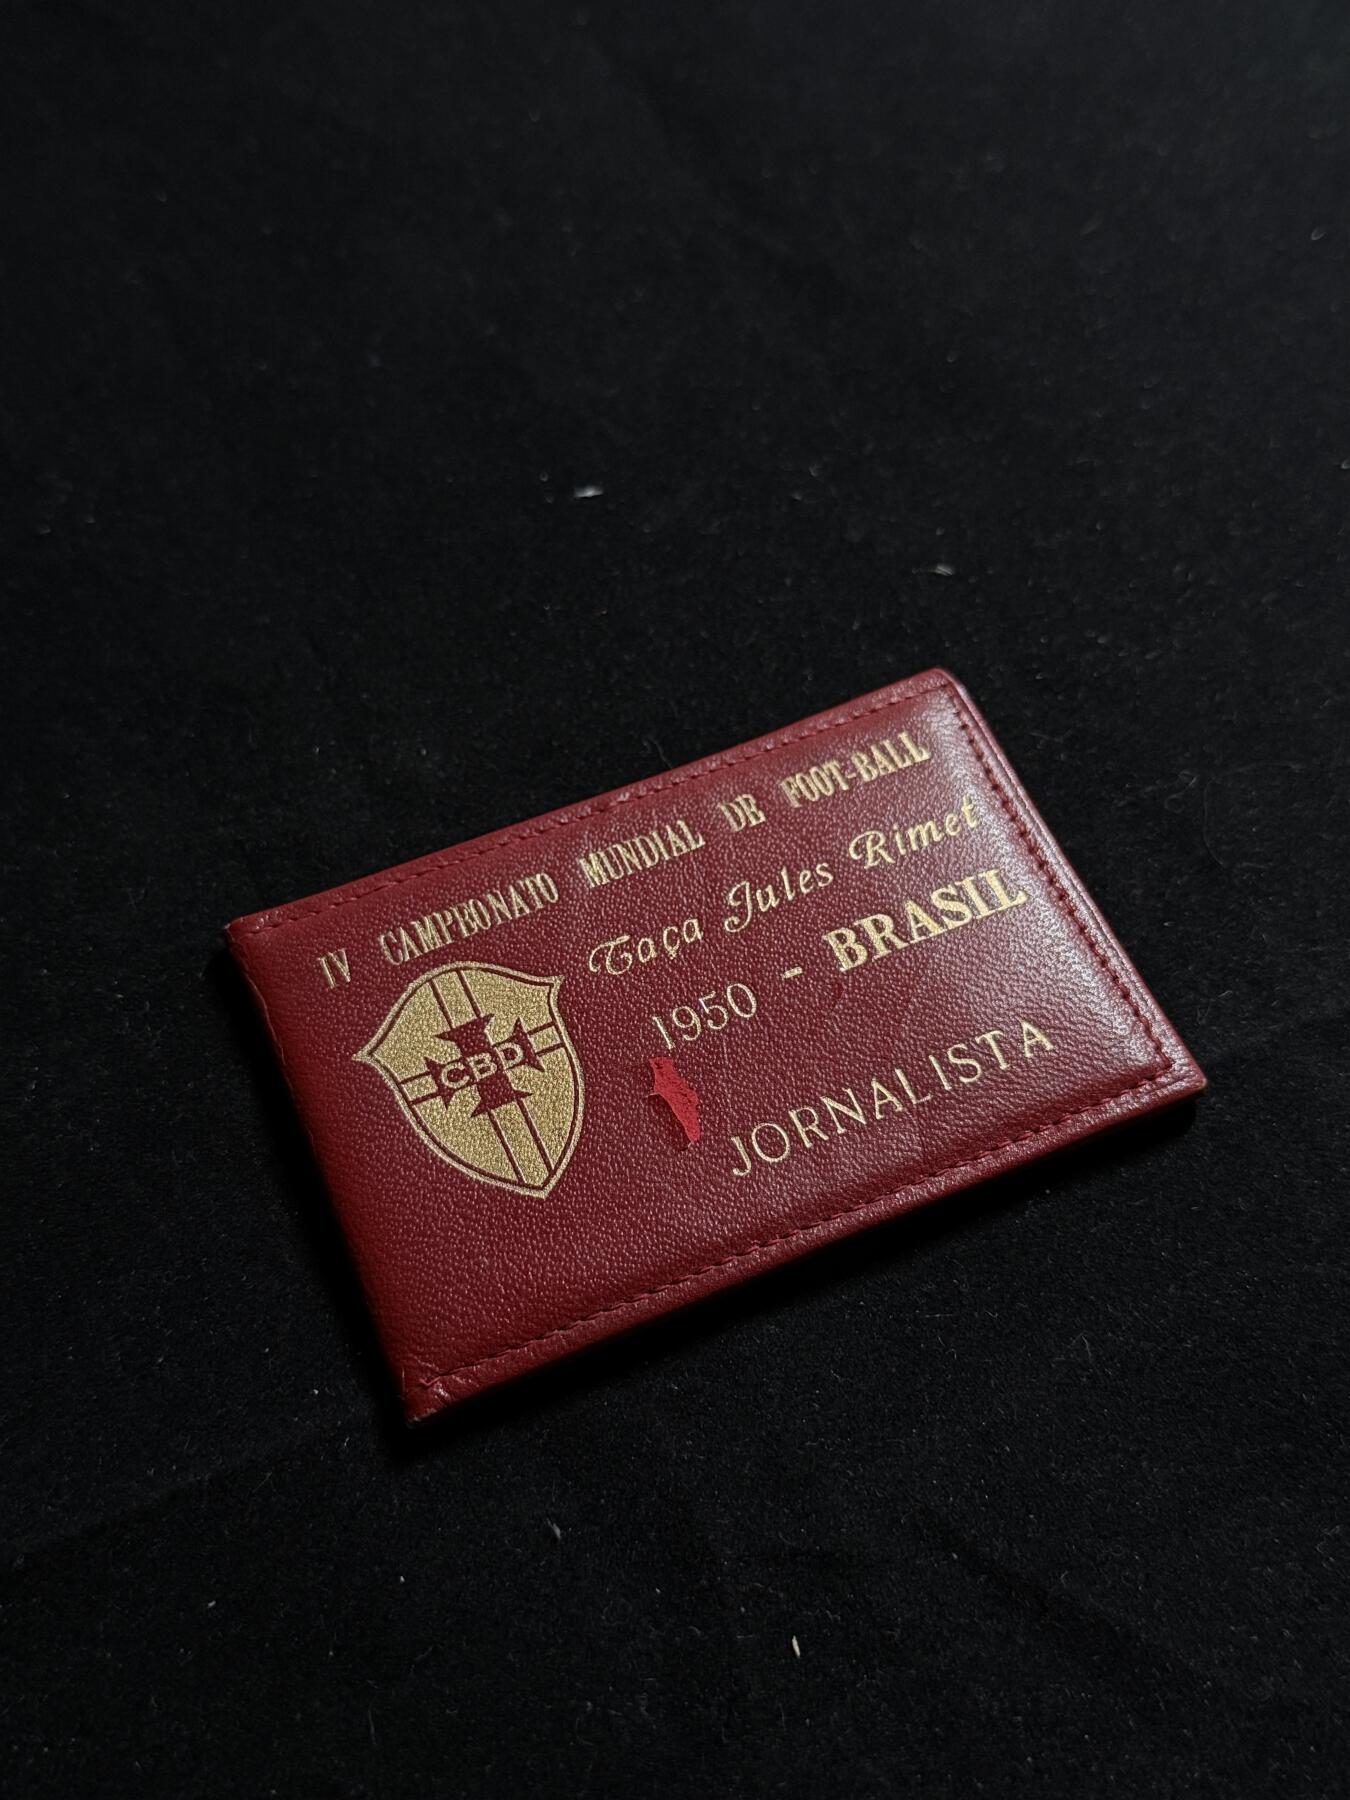 IV CAMPEONATO MUNDIAL DE FOOT-BALL
Taça Jules Rimet
1950 - BRASIL
CBD
JORNALISTA